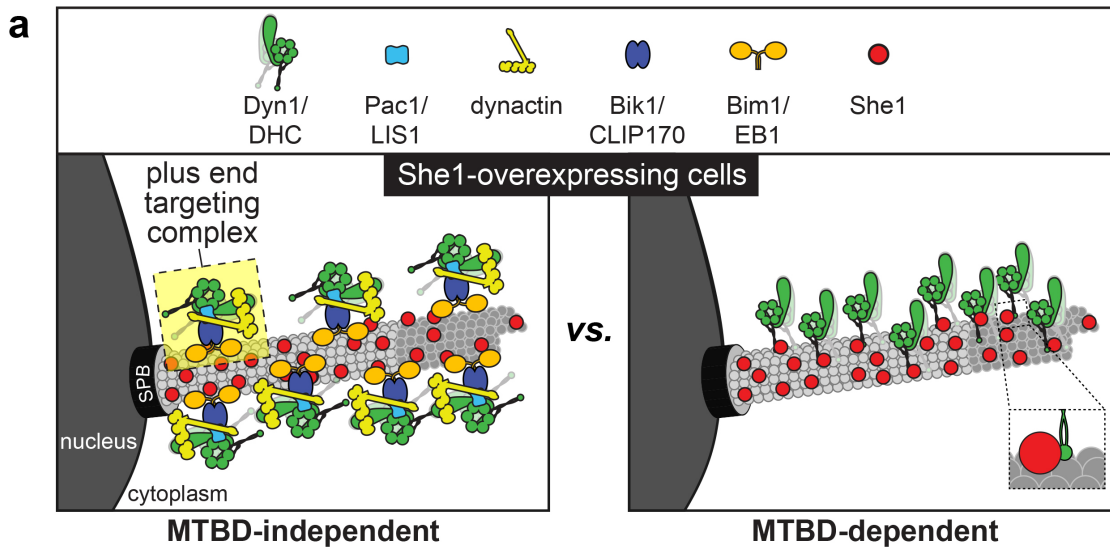 a
Dyn1/
DHC
Pac1/
LIS1
dynactin
Bik1/
CLIP170
Bim1/
EB1
She1
She1-overexpressing cells
plus end
targeting
complex
SPB
nucleus
cytoplasm
MTBD-independent
vs.
MTBD-dependent